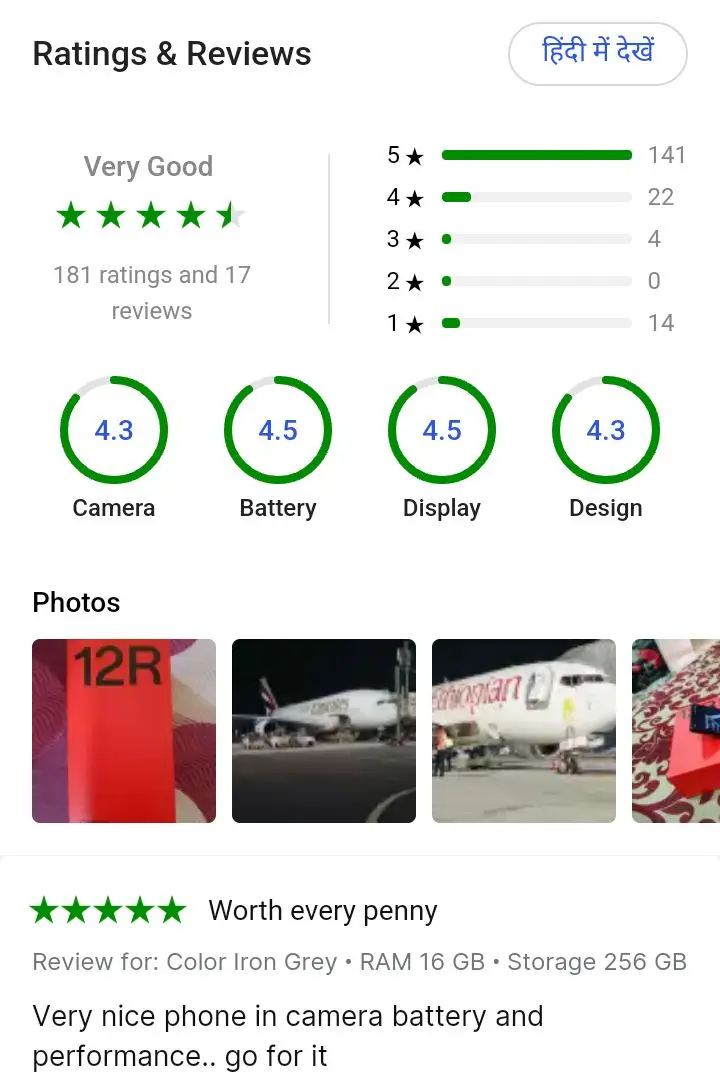 Ratings & Reviews
हिंदी में देखें
Very Good
181 ratings and 17
reviews
5★ 141
4★ 22
3★ 4
2★ 0
1★ 14
4.3 4.5 4.5 4.3
Camera Battery Display Design
Photos
12R
Emirates
Ethiopian
Worth every penny
Review for: Color Iron Grey • RAM 16 GB • Storage 256 GB
Very nice phone in camera battery and
performance.. go for it